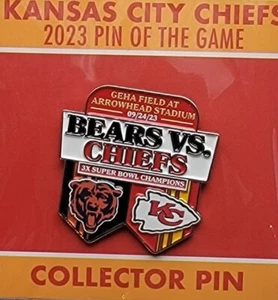 KANSAS CITY CHIEFS
2023 PIN OF THE GAME
GEHA FIELD AT
ARROWHEAD STADIUM
09/24/23
BEARS VS.
CHIEFS
3X SUPER BOWL CHAMPIONS
KC
COLLECTOR PIN